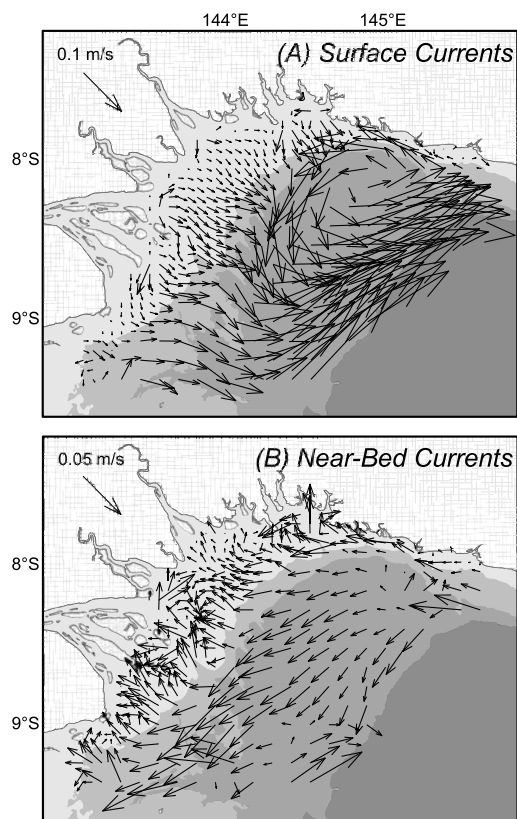 144°E 145°E
0.1 m/s
(A) Surface Currents
8°S
9°S
0.05 m/s
(B) Near-Bed Currents
8°S
9°S